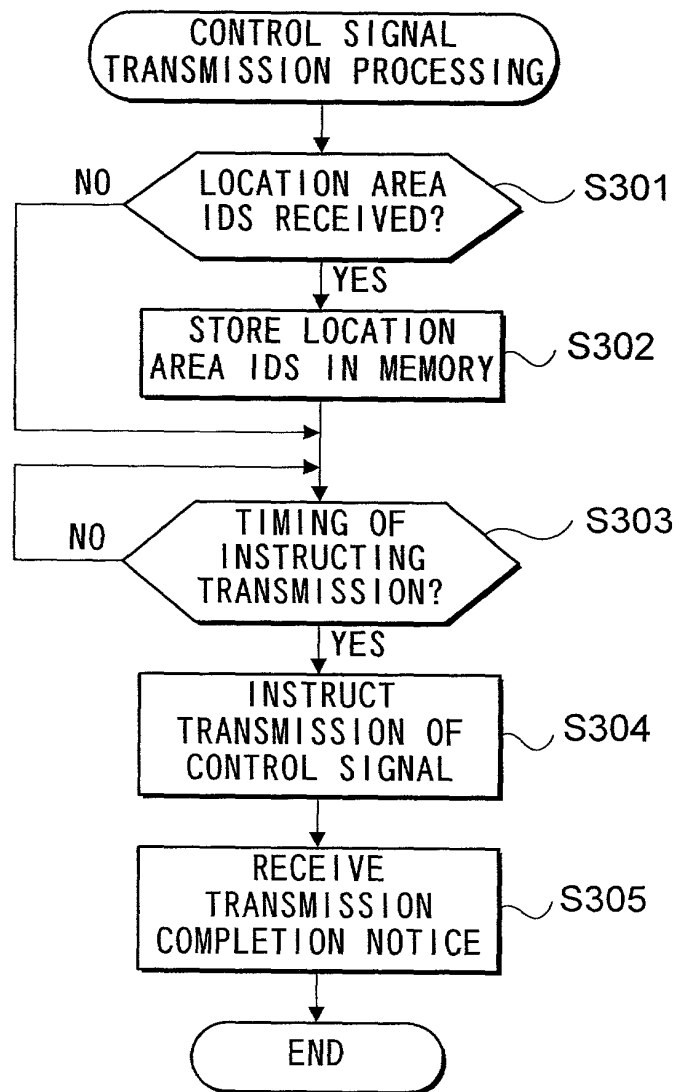 CONTROL SIGNAL
TRANSMISSION PROCESSING
NO
LOCATION AREA
IDS RECEIVED?
S301
YES
STORE LOCATION
AREA IDS IN MEMORY
S302
NO
TIMING OF
INSTRUCTING
TRANSMISSION?
S303
YES
INSTRUCT
TRANSMISSION OF
CONTROL SIGNAL
S304
RECEIVE
TRANSMISSION
COMPLETION NOTICE
S305
END